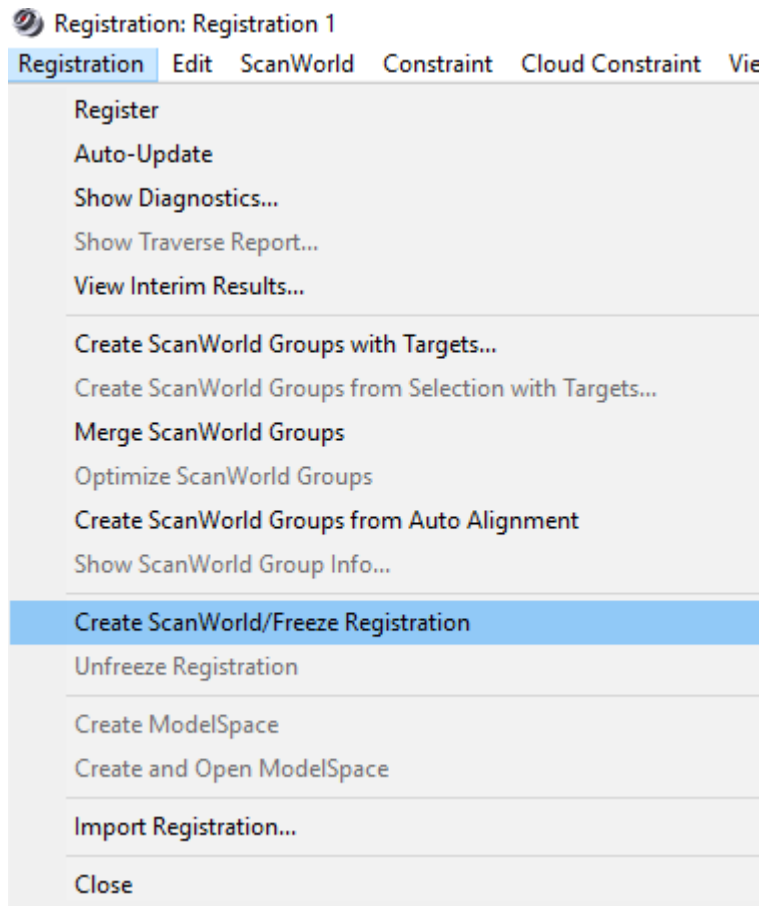 Registration: Registration 1
Registration Edit ScanWorld Constraint Cloud Constraint
Register
Auto-Update
Show Diagnostics...
Show Traverse Report...
View Interim Results...
Create ScanWorld Groups with Targets...
Create ScanWorld Groups from Selection with Targets...
Merge ScanWorld Groups
Optimize ScanWorld Groups
Create ScanWorld Groups from Auto Alignment
Show ScanWorld Group Info...
Create ScanWorld/Freeze Registration
Unfreeze Registration
Create ModelSpace
Create and Open ModelSpace
Import Registration...
Close